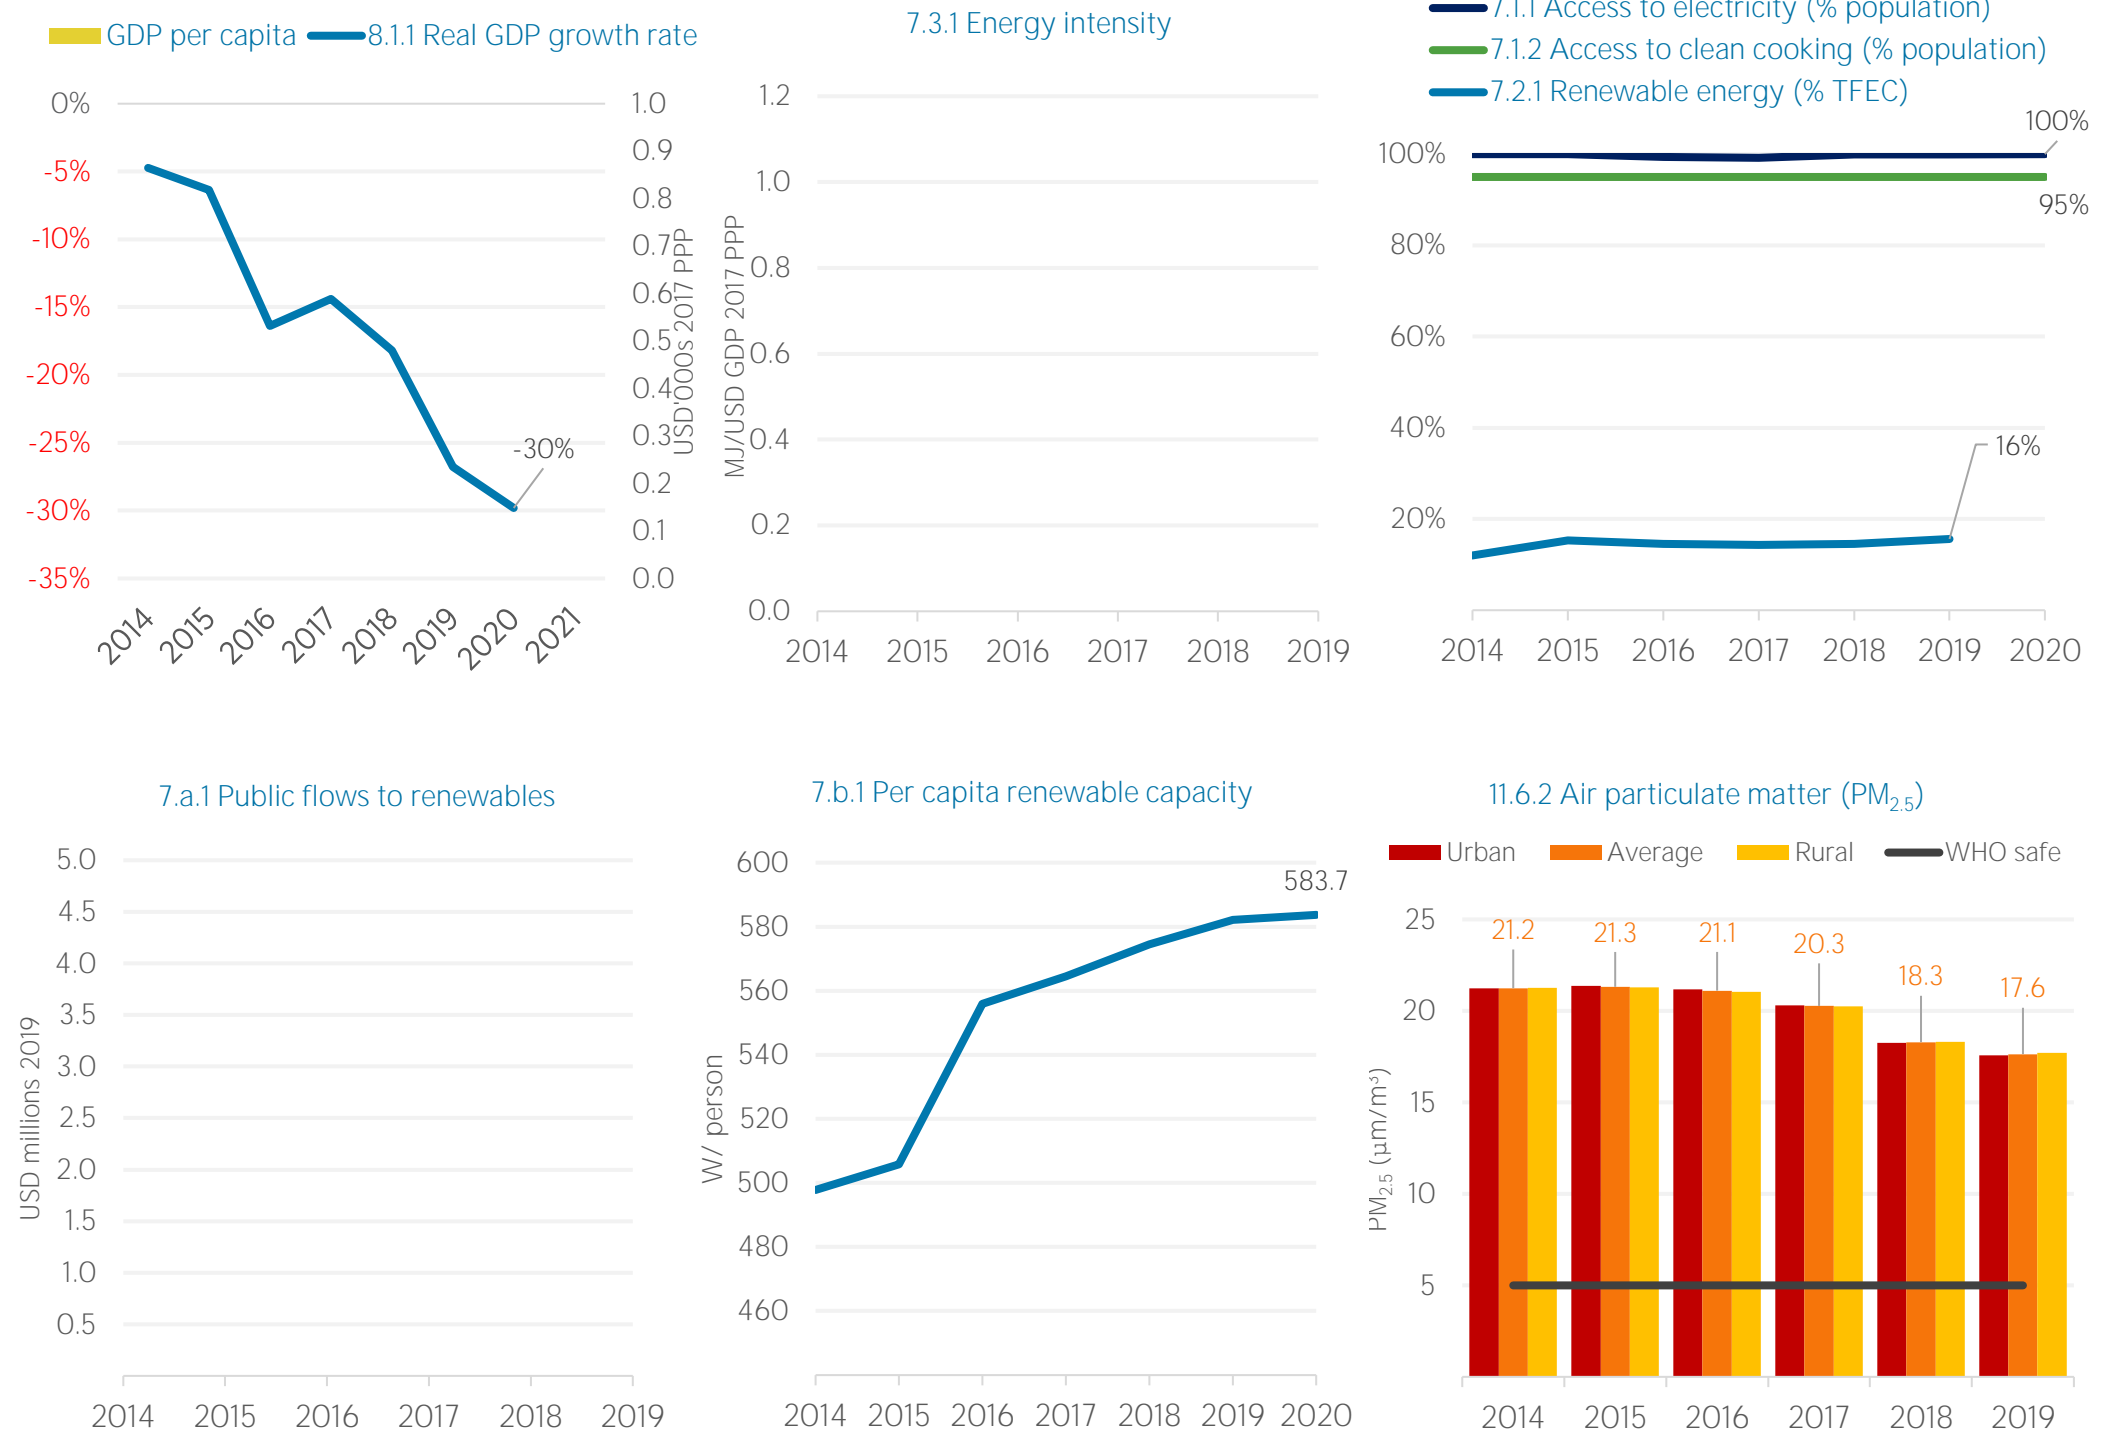 GDP per capita 8.1.1 Real GDP growth rate
0%
-5%
-10%
-15%
-20%
-25%
-30%
-35%
1.0
0.9
0.8
0.7
0.6
0.5
0.4
0.3
0.2
0.1
0.0
USD'000s 2017 PPP
-30%
2014 2015 2016 2017 2018 2019 2020 2021
7.3.1 Energy intensity
MJ/USD GDP 2017 PPP
1.2
1.0
0.8
0.6
0.4
0.2
0.0
2014 2015 2016 2017 2018 2019
7.1.1 Access to electricity (% population)
7.1.2 Access to clean cooking (% population)
7.2.1 Renewable energy (% TFEC)
100%
80%
60%
40%
20%
100%
95%
16%
2014 2015 2016 2017 2018 2019 2020
7.a.1 Public flows to renewables
USD millions 2019
5.0
4.5
4.0
3.5
3.0
2.5
2.0
1.5
1.0
0.5
2014 2015 2016 2017 2018 2019
7.b.1 Per capita renewable capacity
W/ person
600
580
560
540
520
500
480
460
583.7
2014 2015 2016 2017 2018 2019 2020
11.6.2 Air particulate matter (PM2.5)
Urban Average Rural WHO safe
PM2.5 (µm/m³)
25
20
15
10
5
21.2 21.3 21.1 20.3 18.3 17.6
2014 2015 2016 2017 2018 2019